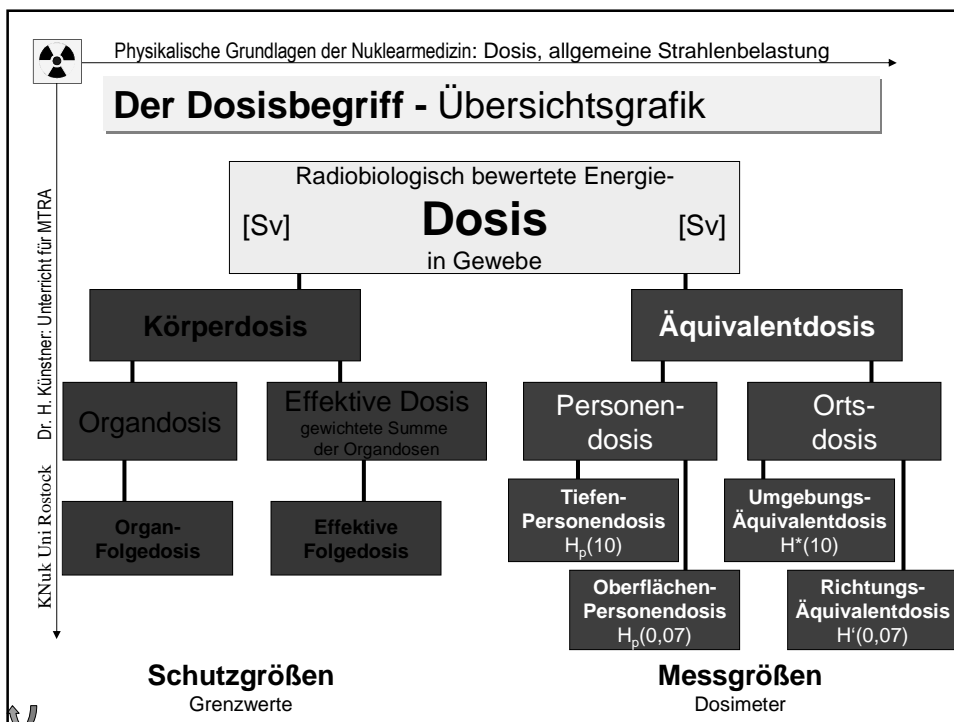 Physikalische Grundlagen der Nuklearmedizin: Dosis, allgemeine Strahlenbelastung
Der Dosisbegriff - Übersichtsgrafik
KNuk Uni Rostock Dr. H. Künstner: Unterricht für MTRA
Radiobiologisch bewertete Energie-
[Sv] Dosis [Sv]
in Gewebe
Körperdosis
Äquivalentdosis
Organdosis
Effektive Dosis
gewichtete Summe
der Organdosen
Personen-
dosis
Orts-
dosis
Organ-
Folgedosis
Effektive
Folgedosis
Tiefen-
Personendosis
Hp(10)
Umgebungs-
Äquivalentdosis
H*(10)
Oberflächen-
Personendosis
Hp(0,07)
Richtungs-
Äquivalentdosis
H‘(0,07)
Schutzgrößen
Grenzwerte
Messgrößen
Dosimeter